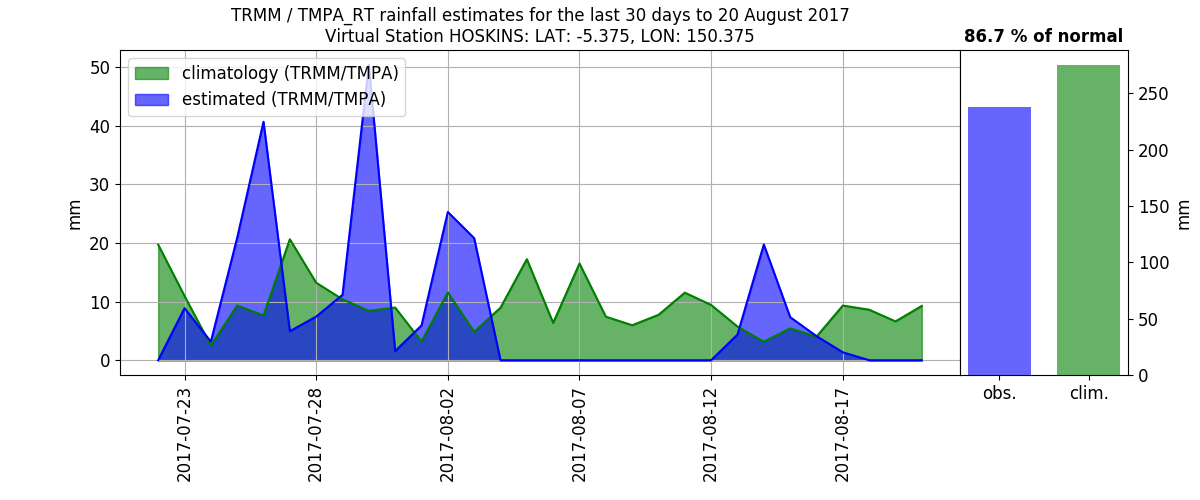 TRMM / TMPA_RT rainfall estimates for the last 30 days to 20 August 2017
Virtual Station HOSKINS: LAT: -5.375, LON: 150.375
86.7 % of normal
climatology (TRMM/TMPA)
estimated (TRMM/TMPA)
50
40
30
20
10
0
mm
2017-07-23
2017-07-28
2017-08-02
2017-08-07
2017-08-12
2017-08-17
250
200
150
100
50
0
mm
obs.
clim.